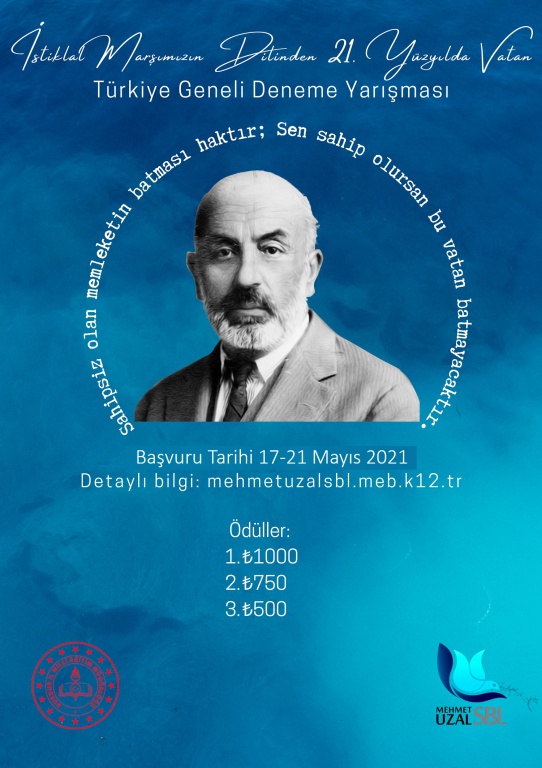 İstiklal Marşımızın Dilinden 21. Yüzyılda Vatan
Türkiye Geneli Deneme Yarışması
Sahipsiz olan memleketin batması haktır; Sen sahip olursan bu vatan batmayacaktır.
Başvuru Tarihi 17-21 Mayıs 2021
Detaylı bilgi: mehmetuzalsbl.meb.k12.tr
Ödüller:
1.₺1000
2.₺750
3.₺500
MEHMET
UZALSBL